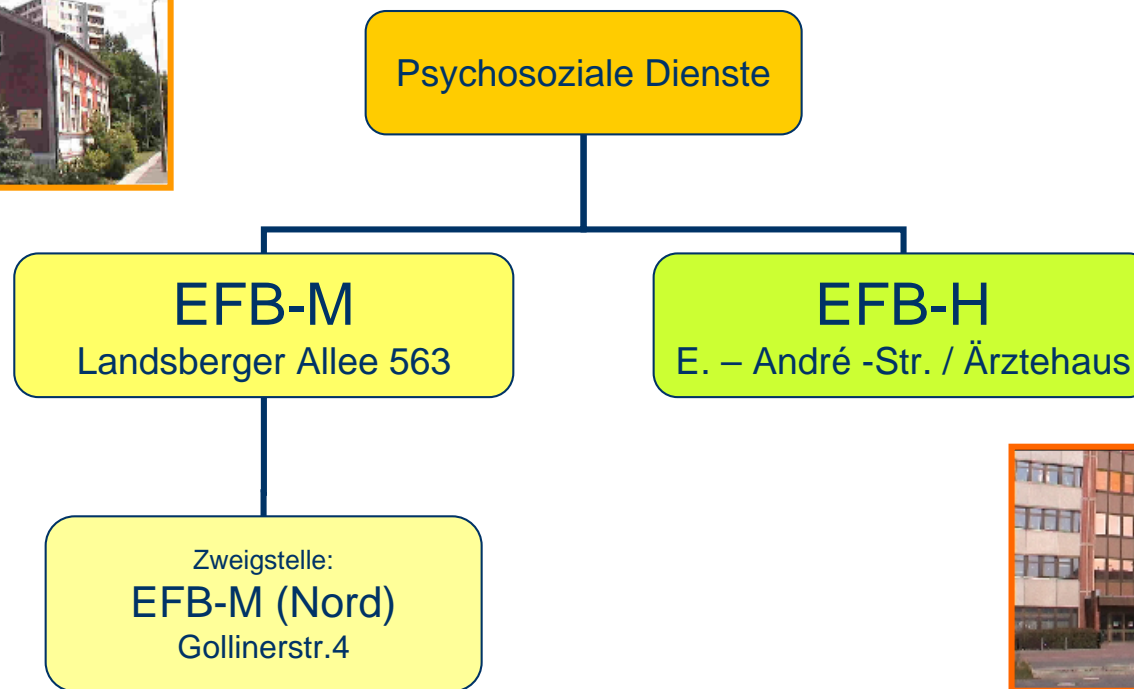 Psychosoziale Dienste
EFB-M
Landsberger Allee 563
EFB-H
E. – André -Str. / Ärztehaus
Zweigstelle:
EFB-M (Nord)
Gollinerstr.4